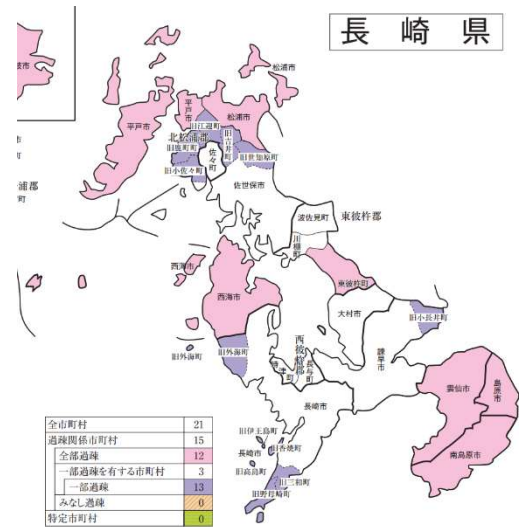 長崎県
松浦市
平戸市
平戸市
松浦市
旧江迎町
北松浦郡
旧鹿町町
旧吉井町
旧世知原町
佐々町
旧小佐々町
佐世保市
波佐見町
東彼杵郡
川棚町
西海市
東彼杵町
西海市
大村市
旧小長井町
旧外海町
旧外海町
西彼杵郡
時津町
長与町
諫早市
雲仙市
島原市
南島原市
長崎市
旧伊王島町
旧香焼町
長崎市
旧高島町
旧三和町
旧野母崎町
全市町村 21
過疎関係市町村 15
全部過疎 12
一部過疎を有する市町村 3
一部過疎 13
みなし過疎 0
特定市町村 0